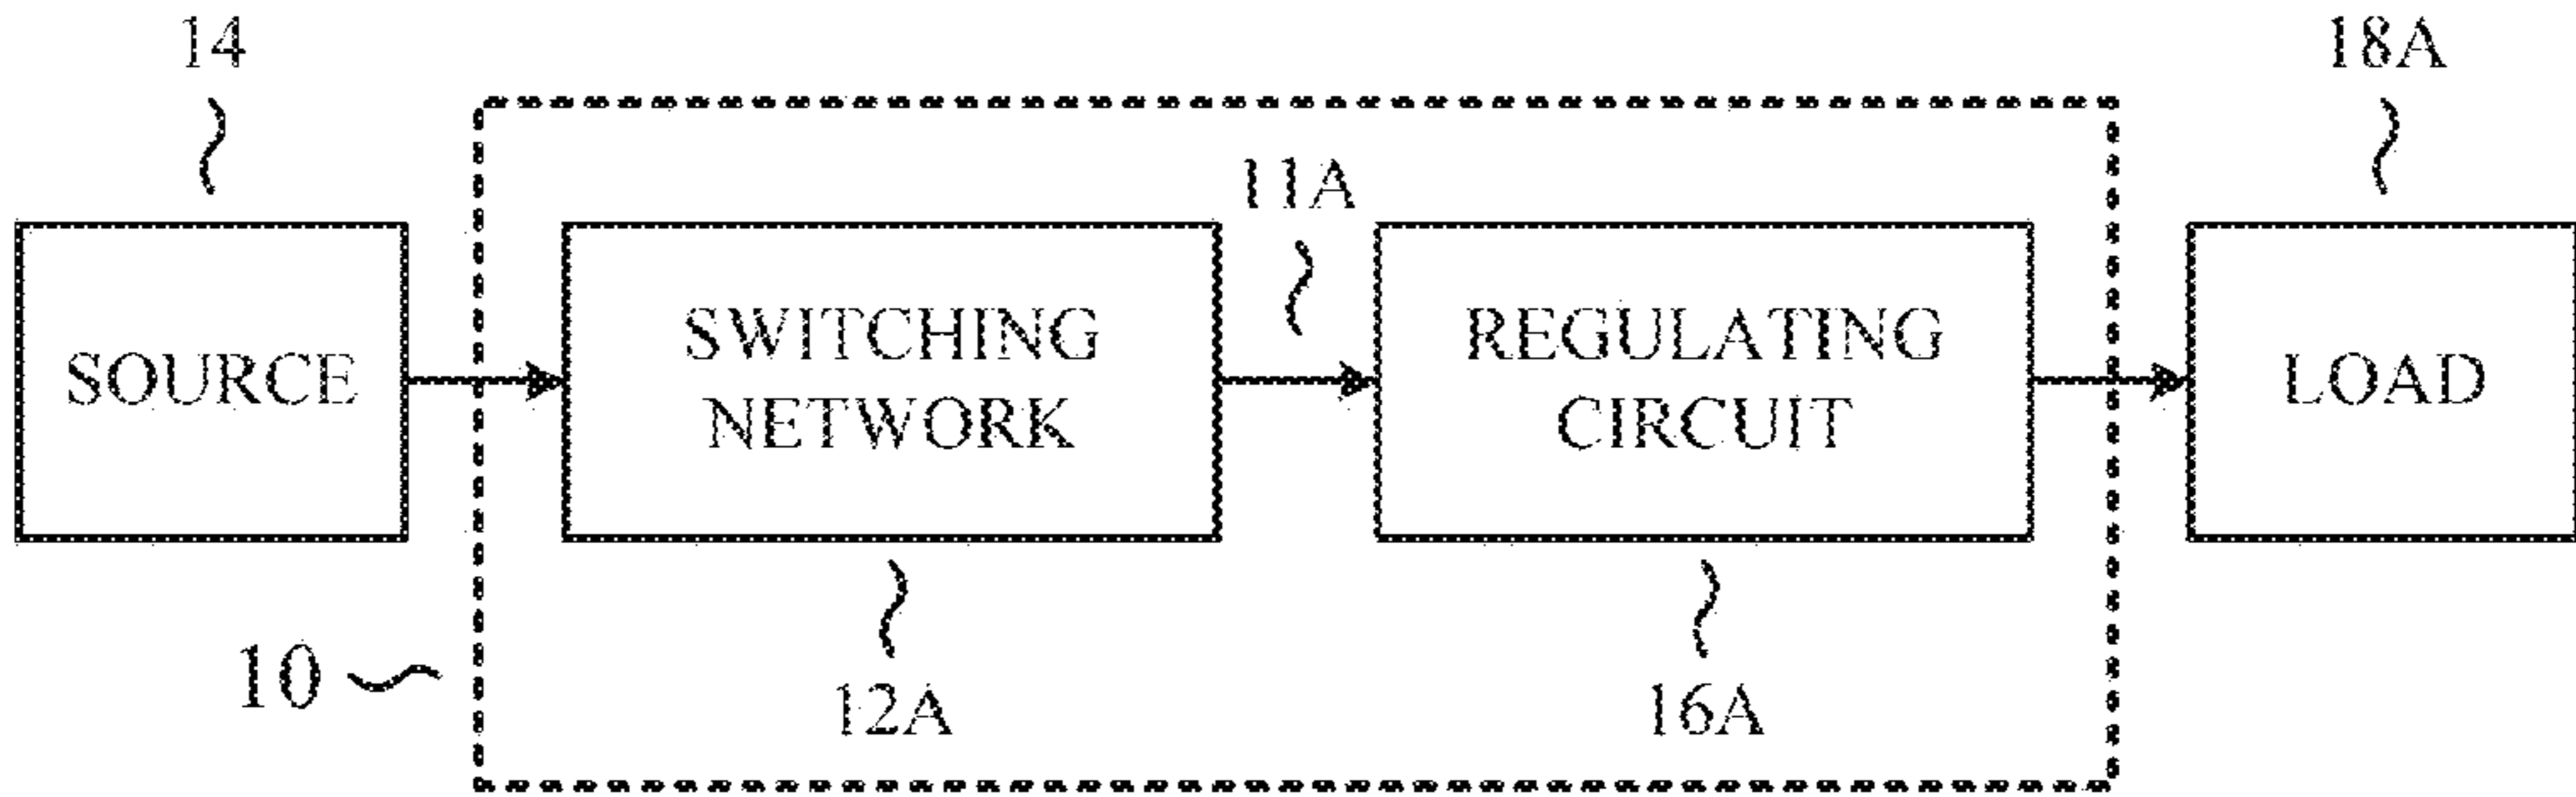 14
18A
11A
SOURCE
SWITCHING
NETWORK
REGULATING
CIRCUIT
LOAD
10
12A
16A